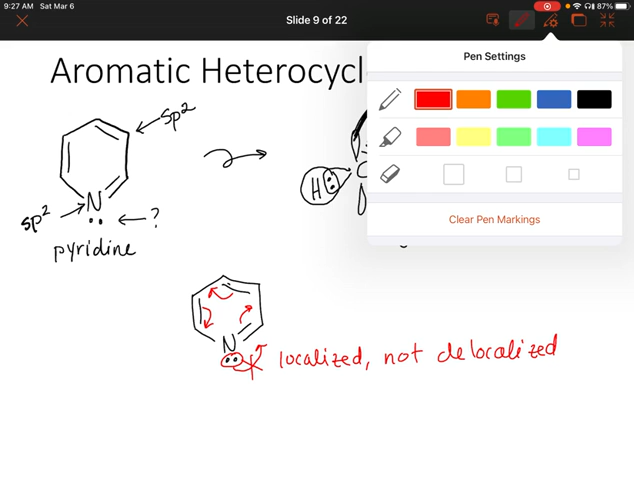 9:27 AM Sat Mar 6
87%
Slide 9 of 22
Pen Settings
Aromatic Heterocycl
sp²
H
C
N
sp²
?
pyridine
Clear Pen Markings
N
localized, not delocalized